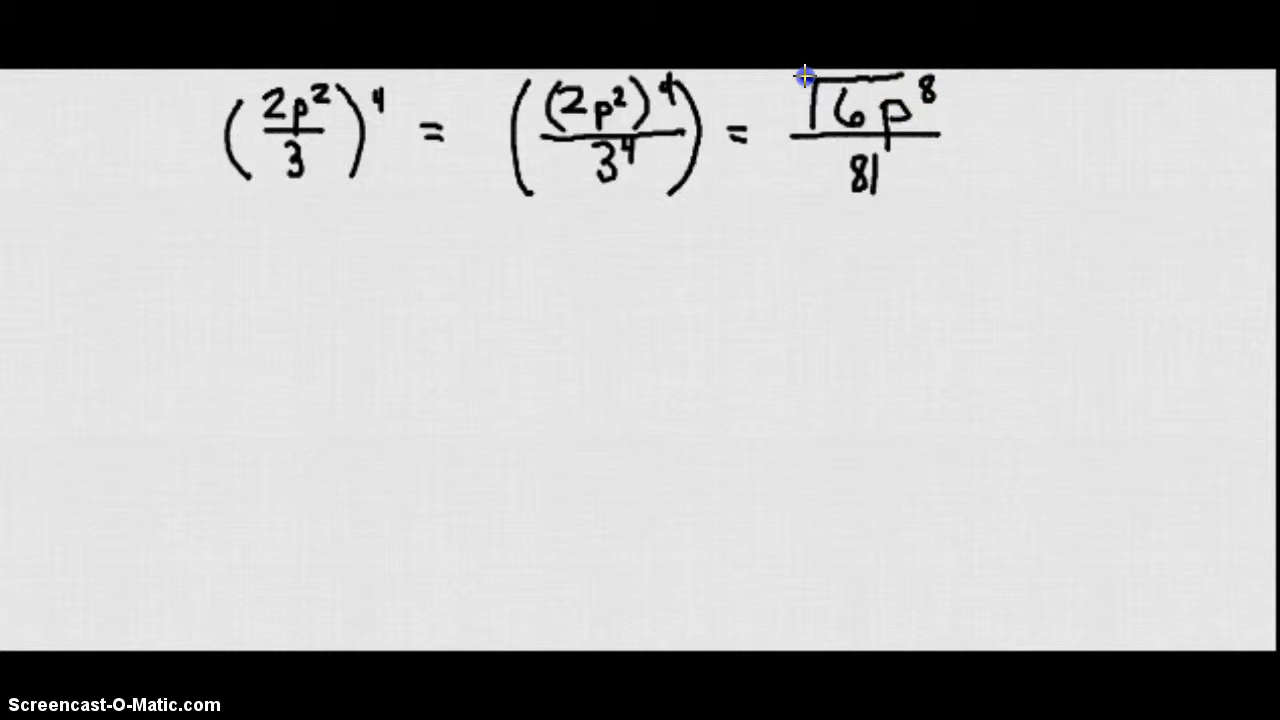 (2p²/3)⁴ = ((2p²)⁴/3⁴) = 16p⁸/81
Screencast-O-Matic.com